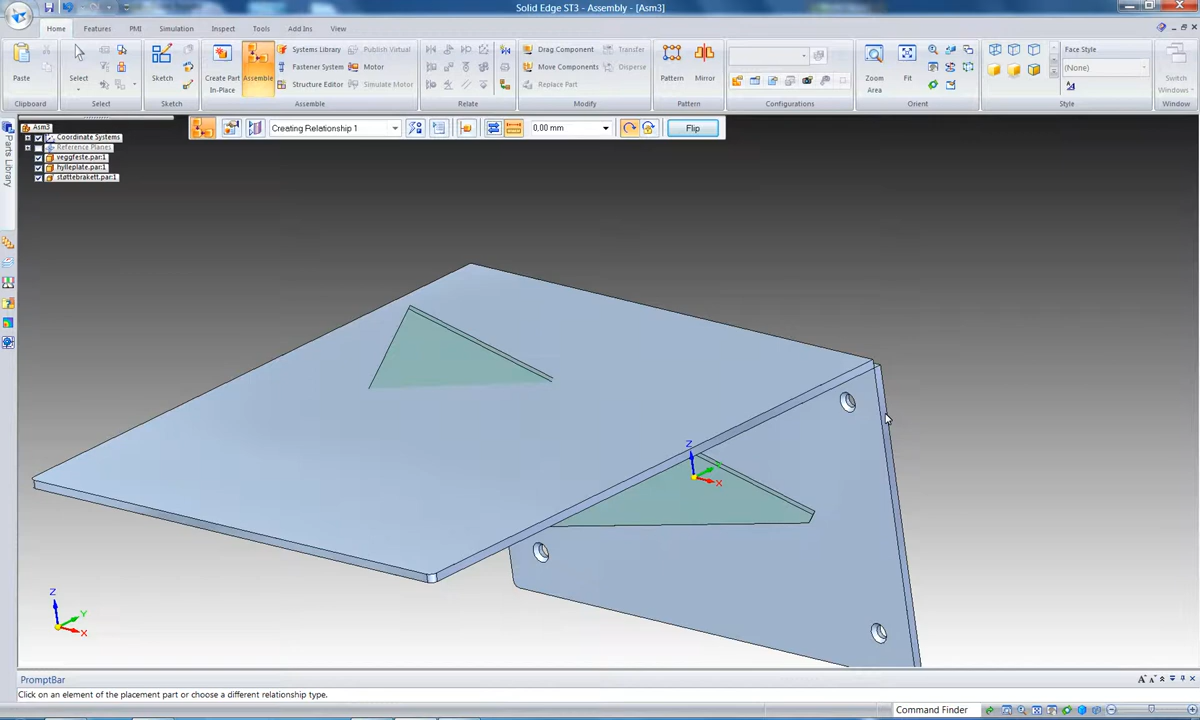 Solid Edge ST3 - Assembly - [Asm3]
Home Features PMI Simulation Inspect Tools Add Ins View
Paste
Clipboard
Select
Select
Sketch
Sketch
Create Part In-Place
Assemble
Systems Library
Fastener System
Structure Editor
Publish Virtual
Motor
Simulate Motor
Assemble
Relate
Drag Component
Move Components
Replace Part
Transfer
Disperse
Modify
Pattern
Mirror
Pattern
Configurations
Zoom Area
Fit
Orient
Face Style
(None)
Style
Switch Windows
Window
Parts Library
Asm3
Coordinate Systems
Reference Planes
veggfeste.par:1
hylleplate.par:1
støttebrakett.par:1
Creating Relationship 1
0,00 mm
Flip
Z
X
Z
Y
X
PromptBar
Click on an element of the placement part or choose a different relationship type.
Command Finder